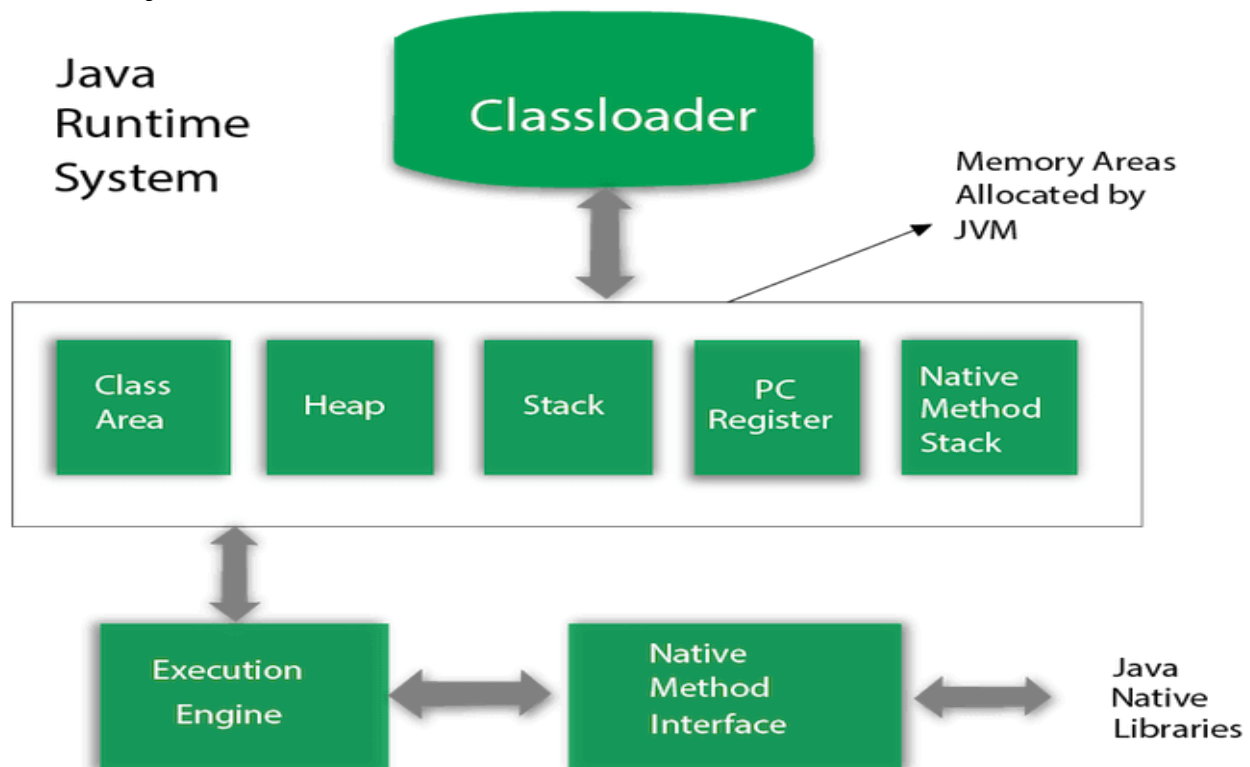 Java
Runtime
System
Classloader
Memory Areas
Allocated by
JVM
Class
Area
Heap
Stack
PC
Register
Native
Method
Stack
Execution
Engine
Native
Method
Interface
Java
Native
Libraries